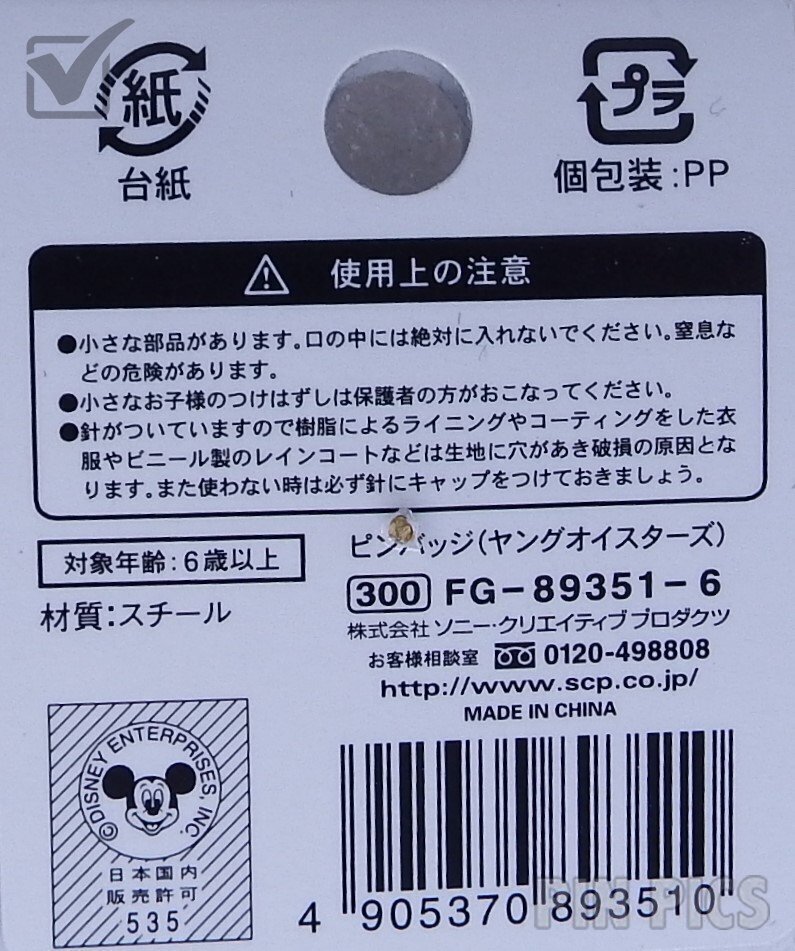 紙
台紙
プラ
個包装:PP
使用上の注意
●小さな部品があります。口の中には絶対に入れないでください。窒息な
どの危険があります。
●小さなお子様のつけはずしは保護者の方がおこなってください。
●針がついていますので樹脂によるライニングやコーティングをした衣
服やビニール製のレインコートなどは生地に穴があき破損の原因とな
ります。また使わない時は必ず針にキャップをつけておきましょう。
対象年齢:6歳以上
材質:スチール
ピンバッジ(ヤングオイスターズ)
300 FG-89351-6
株式会社 ソニー・クリエイティブプロダクツ
お客様相談室 0120-498808
http://www.scp.co.jp/
MADE IN CHINA
©DISNEY ENTERPRISES, INC.
日本国内
販売許可
535
4 905370 893510
PIN PICS